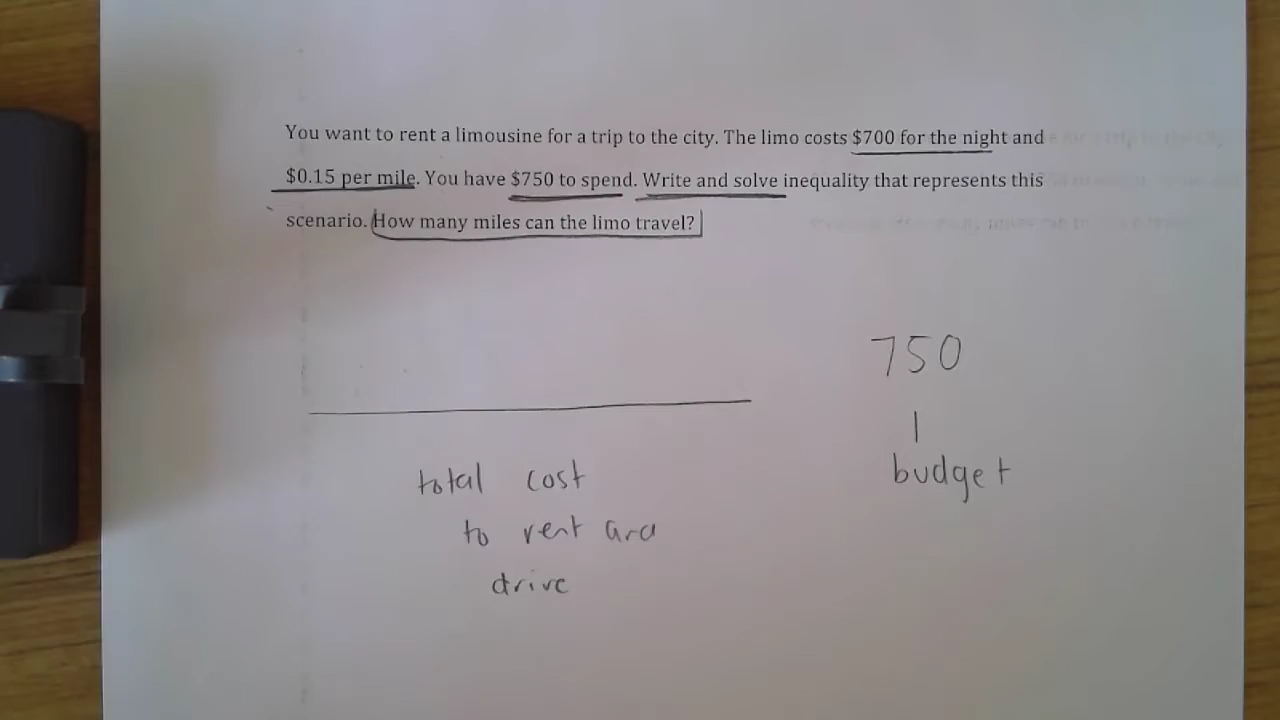 You want to rent a limousine for a trip to the city. The limo costs $700 for the night and
$0.15 per mile. You have $750 to spend. Write and solve inequality that represents this
scenario. How many miles can the limo travel?
750
total cost
budget
to rent and
drive